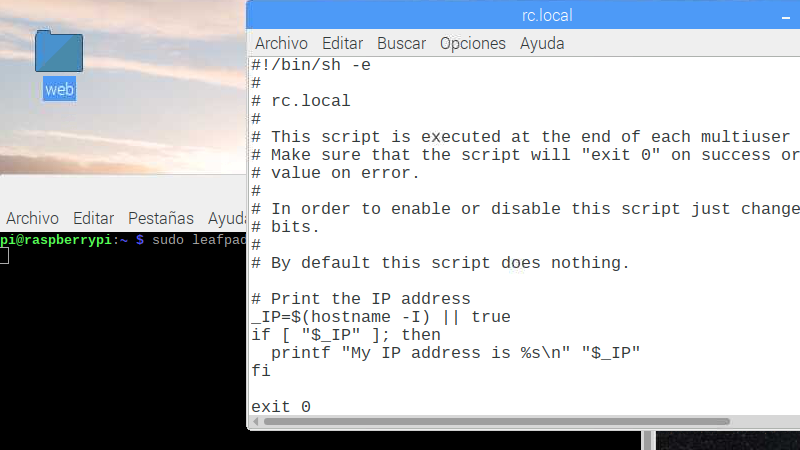 rc.local
Archivo Editar Buscar Opciones Ayuda
#!/bin/sh -e
#
# rc.local
#
# This script is executed at the end of each multiuser
# Make sure that the script will "exit 0" on success or
# value on error.
#
# In order to enable or disable this script just change
# bits.
#
# By default this script does nothing.
# Print the IP address
_IP=$(hostname -I) || true
if [ "$_IP" ]; then
  printf "My IP address is %s\n" "$_IP"
fi
exit 0
web
Archivo Editar Pestañas Ayuda
pi@raspberrypi:~ $ sudo leafpad